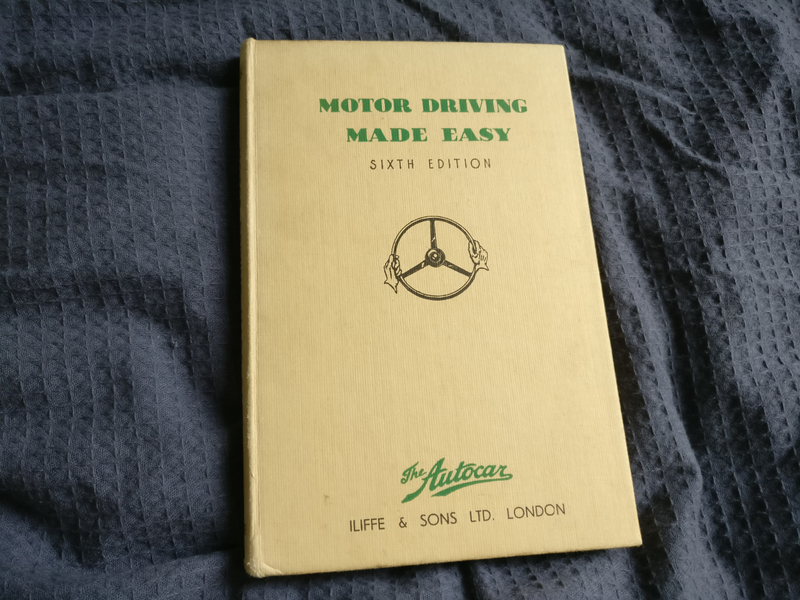 MOTOR DRIVING
MADE EASY
SIXTH EDITION
The Autocar
ILIFFE & SONS LTD. LONDON